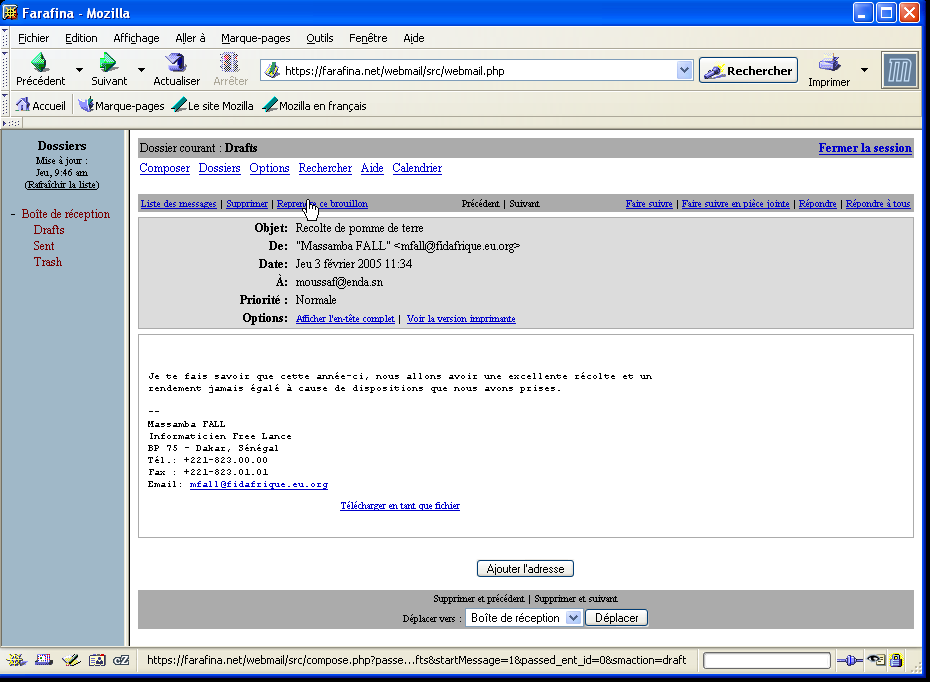 Farafina - Mozilla
Fichier Edition Affichage Aller à Marque-pages Outils Fenêtre Aide
Précédent Suivant Actualiser Arrêter https://farafina.net/webmail/src/webmail.php Rechercher Imprimer
Accueil Marque-pages Le site Mozilla Mozilla en français
Dossiers
Mise à jour :
Jeu, 9:46 am
(Rafraîchir la liste)
- Boîte de réception
Drafts
Sent
Trash
Dossier courant : Drafts Fermer la session
Composer Dossiers Options Rechercher Aide Calendrier
Liste des messages | Supprimer | Reprendre ce brouillon Précédent | Suivant Faire suivre | Faire suivre en pièce jointe | Répondre | Répondre à tous
Objet: Recolte de pomme de terre
De: "Massamba FALL" <mfall@fidafrique.eu.org>
Date: Jeu 3 février 2005 11:34
À: moussaf@enda.sn
Priorité : Normale
Options: Afficher l'en-tête complet | Voir la version imprimante
Je te fais savoir que cette année-ci, nous allons avoir une excellente récolte et un
rendement jamais égalé à cause de dispositions que nous avons prises.
--
Massamba FALL
Informaticien Free Lance
BP 75 - Dakar, Sénégal
Tél.: +221-823.00.00
Fax : +221-823.01.01
Email: mfall@fidafrique.eu.org
Télécharger en tant que fichier
Ajouter l'adresse
Supprimer et précédent | Supprimer et suivant
Déplacer vers : Boîte de réception Déplacer
https://farafina.net/webmail/src/compose.php?passe...fts&startMessage=1&passed_ent_id=0&smaction=draft